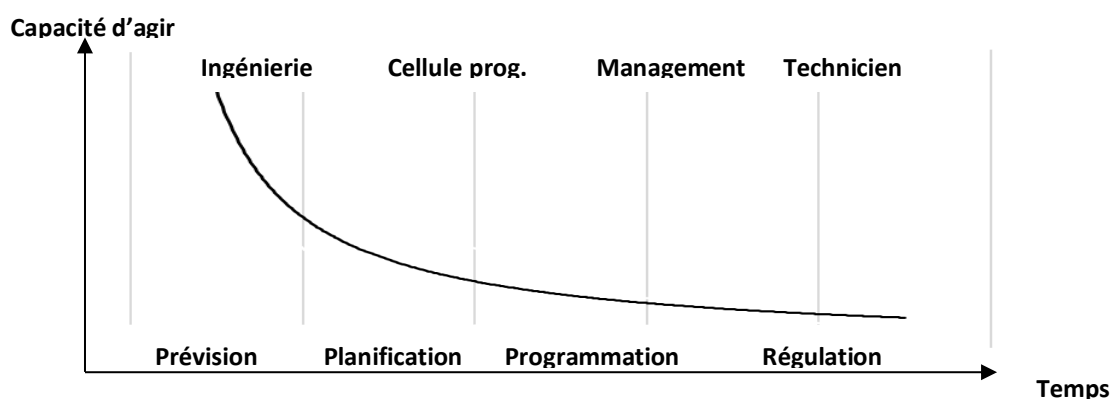 Capacité d’agir
Ingénierie Cellule prog. Management Technicien
Prévision Planification Programmation Régulation
Temps